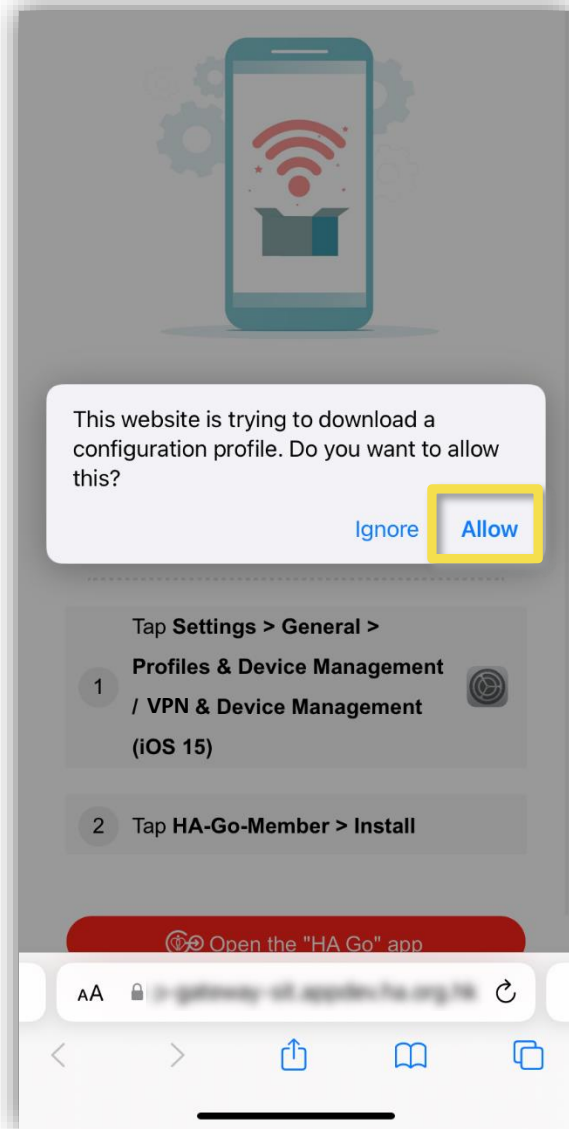 This website is trying to download a
configuration profile. Do you want to allow
this?
Ignore Allow
1
Tap Settings > General >
Profiles & Device Management
/ VPN & Device Management
(iOS 15)
2 Tap HA-Go-Member > Install
Open the "HA Go" app
AA